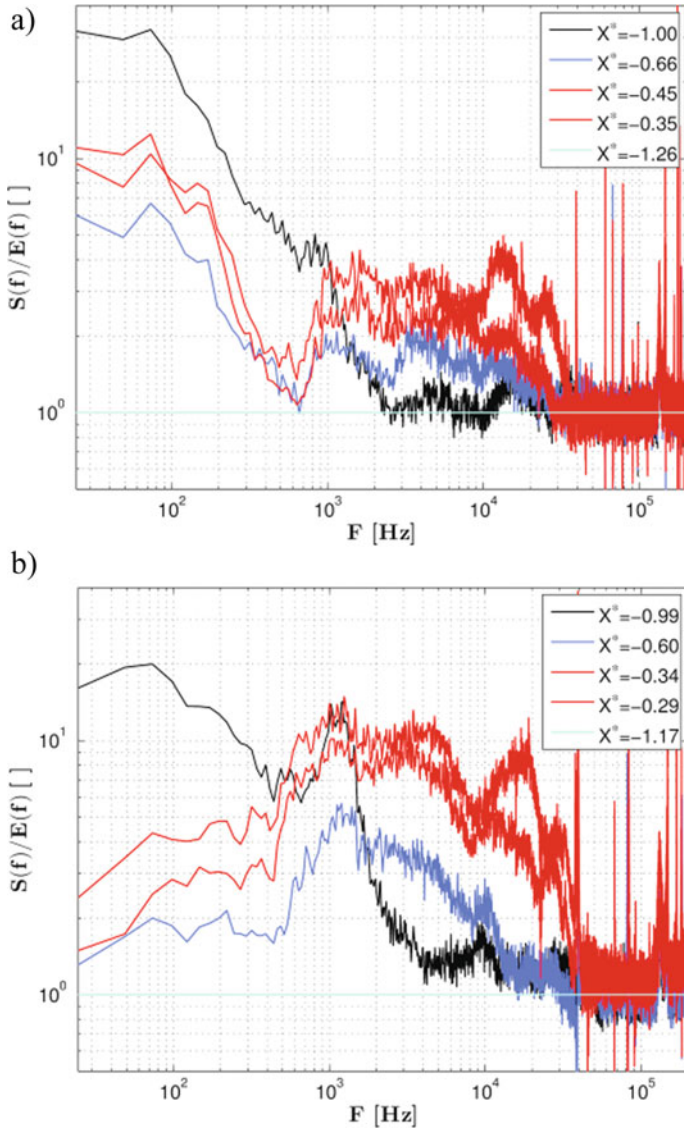 a)
X*=−1.00
X*=−0.66
X*=−0.45
X*=−0.35
X*=−1.26
10^1
10^0
S(f)/E(f) [ ]
10^2 10^3 10^4 10^5
F [Hz]
b)
X*=−0.99
X*=−0.60
X*=−0.34
X*=−0.29
X*=−1.17
10^1
10^0
S(f)/E(f) [ ]
10^2 10^3 10^4 10^5
F [Hz]